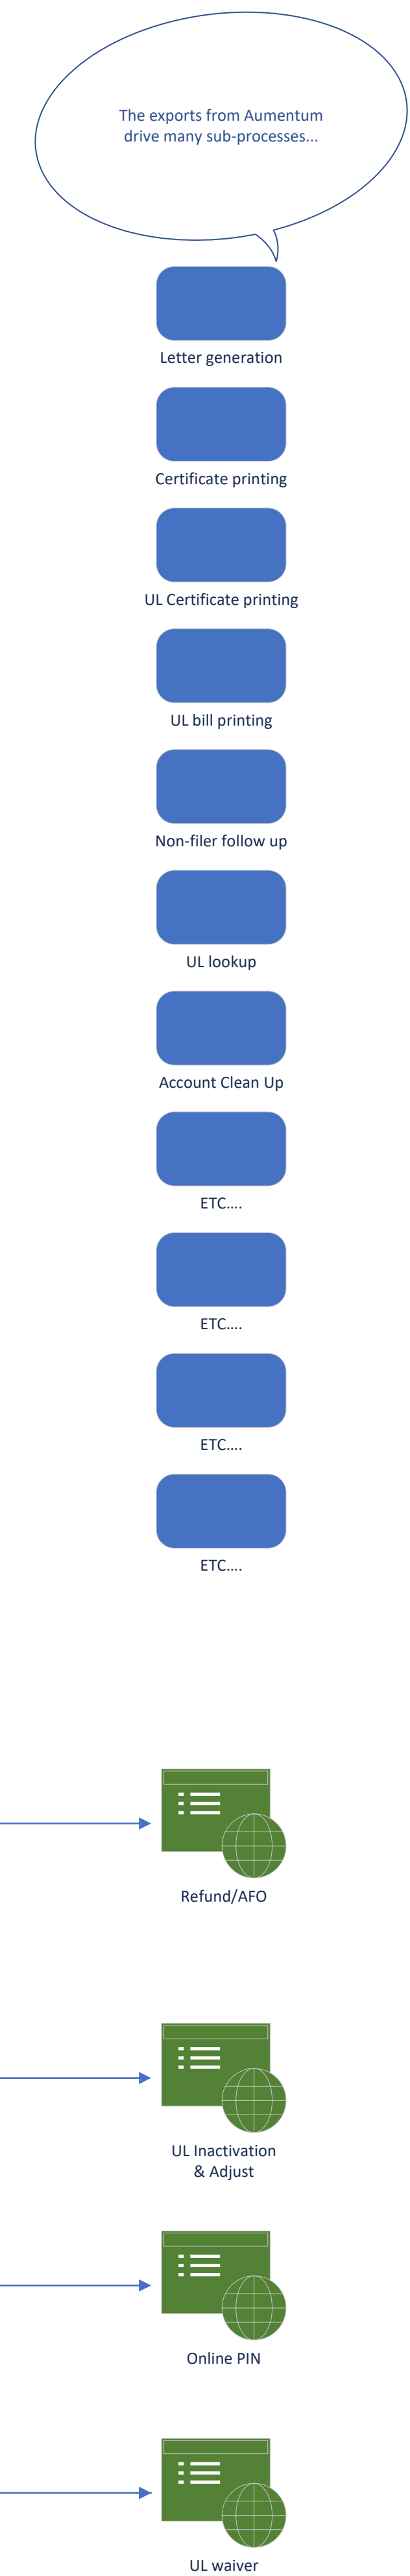 The exports from Aumentum
drive many sub-processes...
Letter generation
Certificate printing
UL Certificate printing
UL bill printing
Non-filer follow up
UL lookup
Account Clean Up
ETC....
ETC....
ETC....
ETC....
Refund/AFO
UL Inactivation
& Adjust
Online PIN
UL waiver